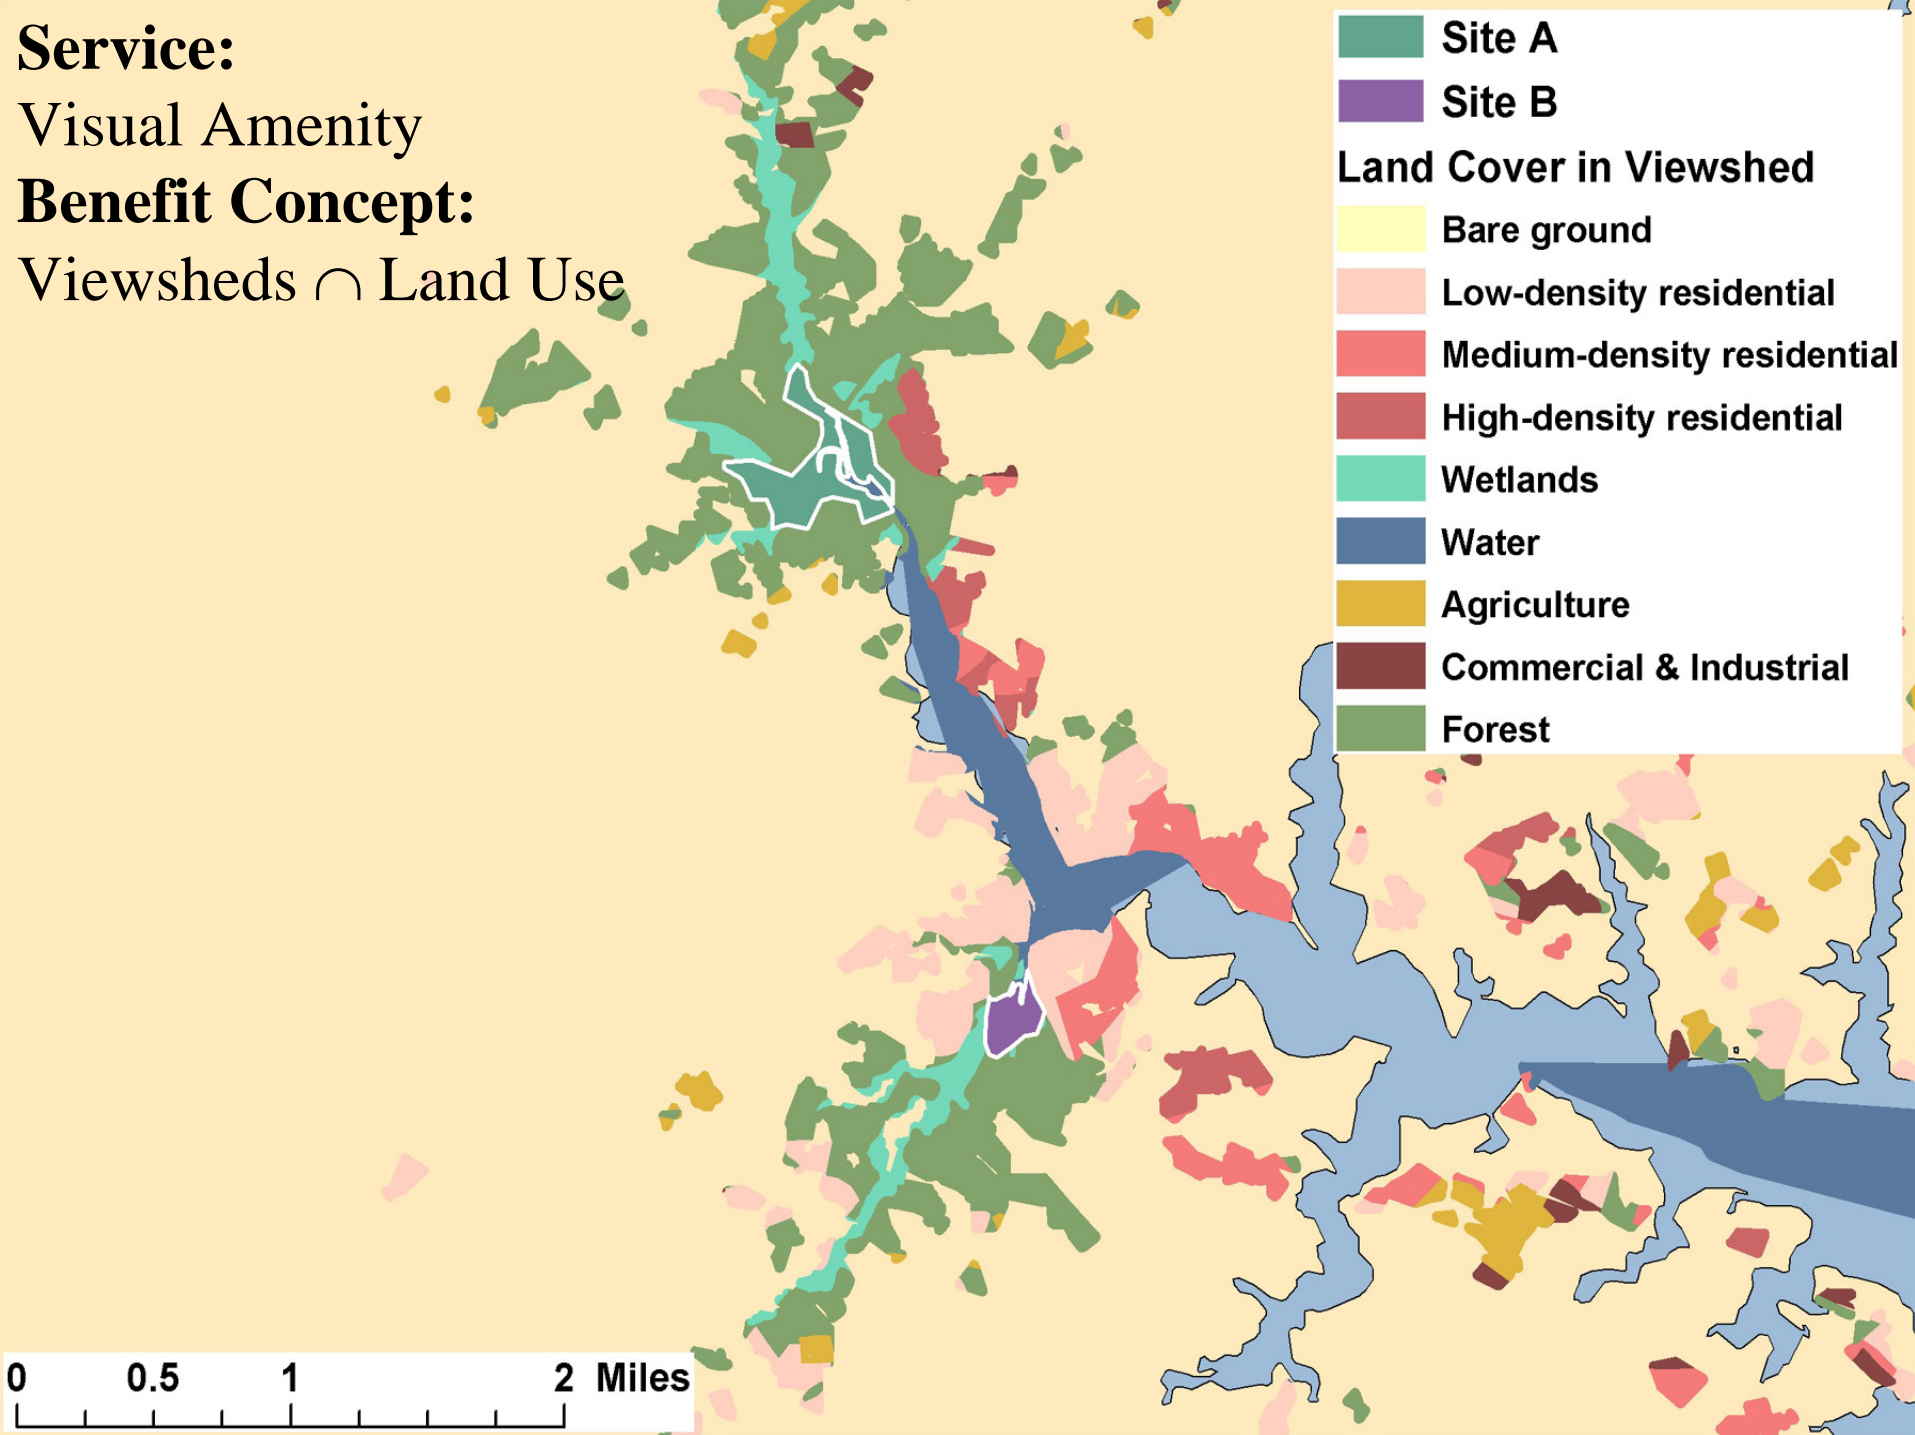 Service:
Visual Amenity
Benefit Concept:
Viewsheds ∩ Land Use
Site A
Site B
Land Cover in Viewshed
Bare ground
Low-density residential
Medium-density residential
High-density residential
Wetlands
Water
Agriculture
Commercial & Industrial
Forest
0 0.5 1 2 Miles